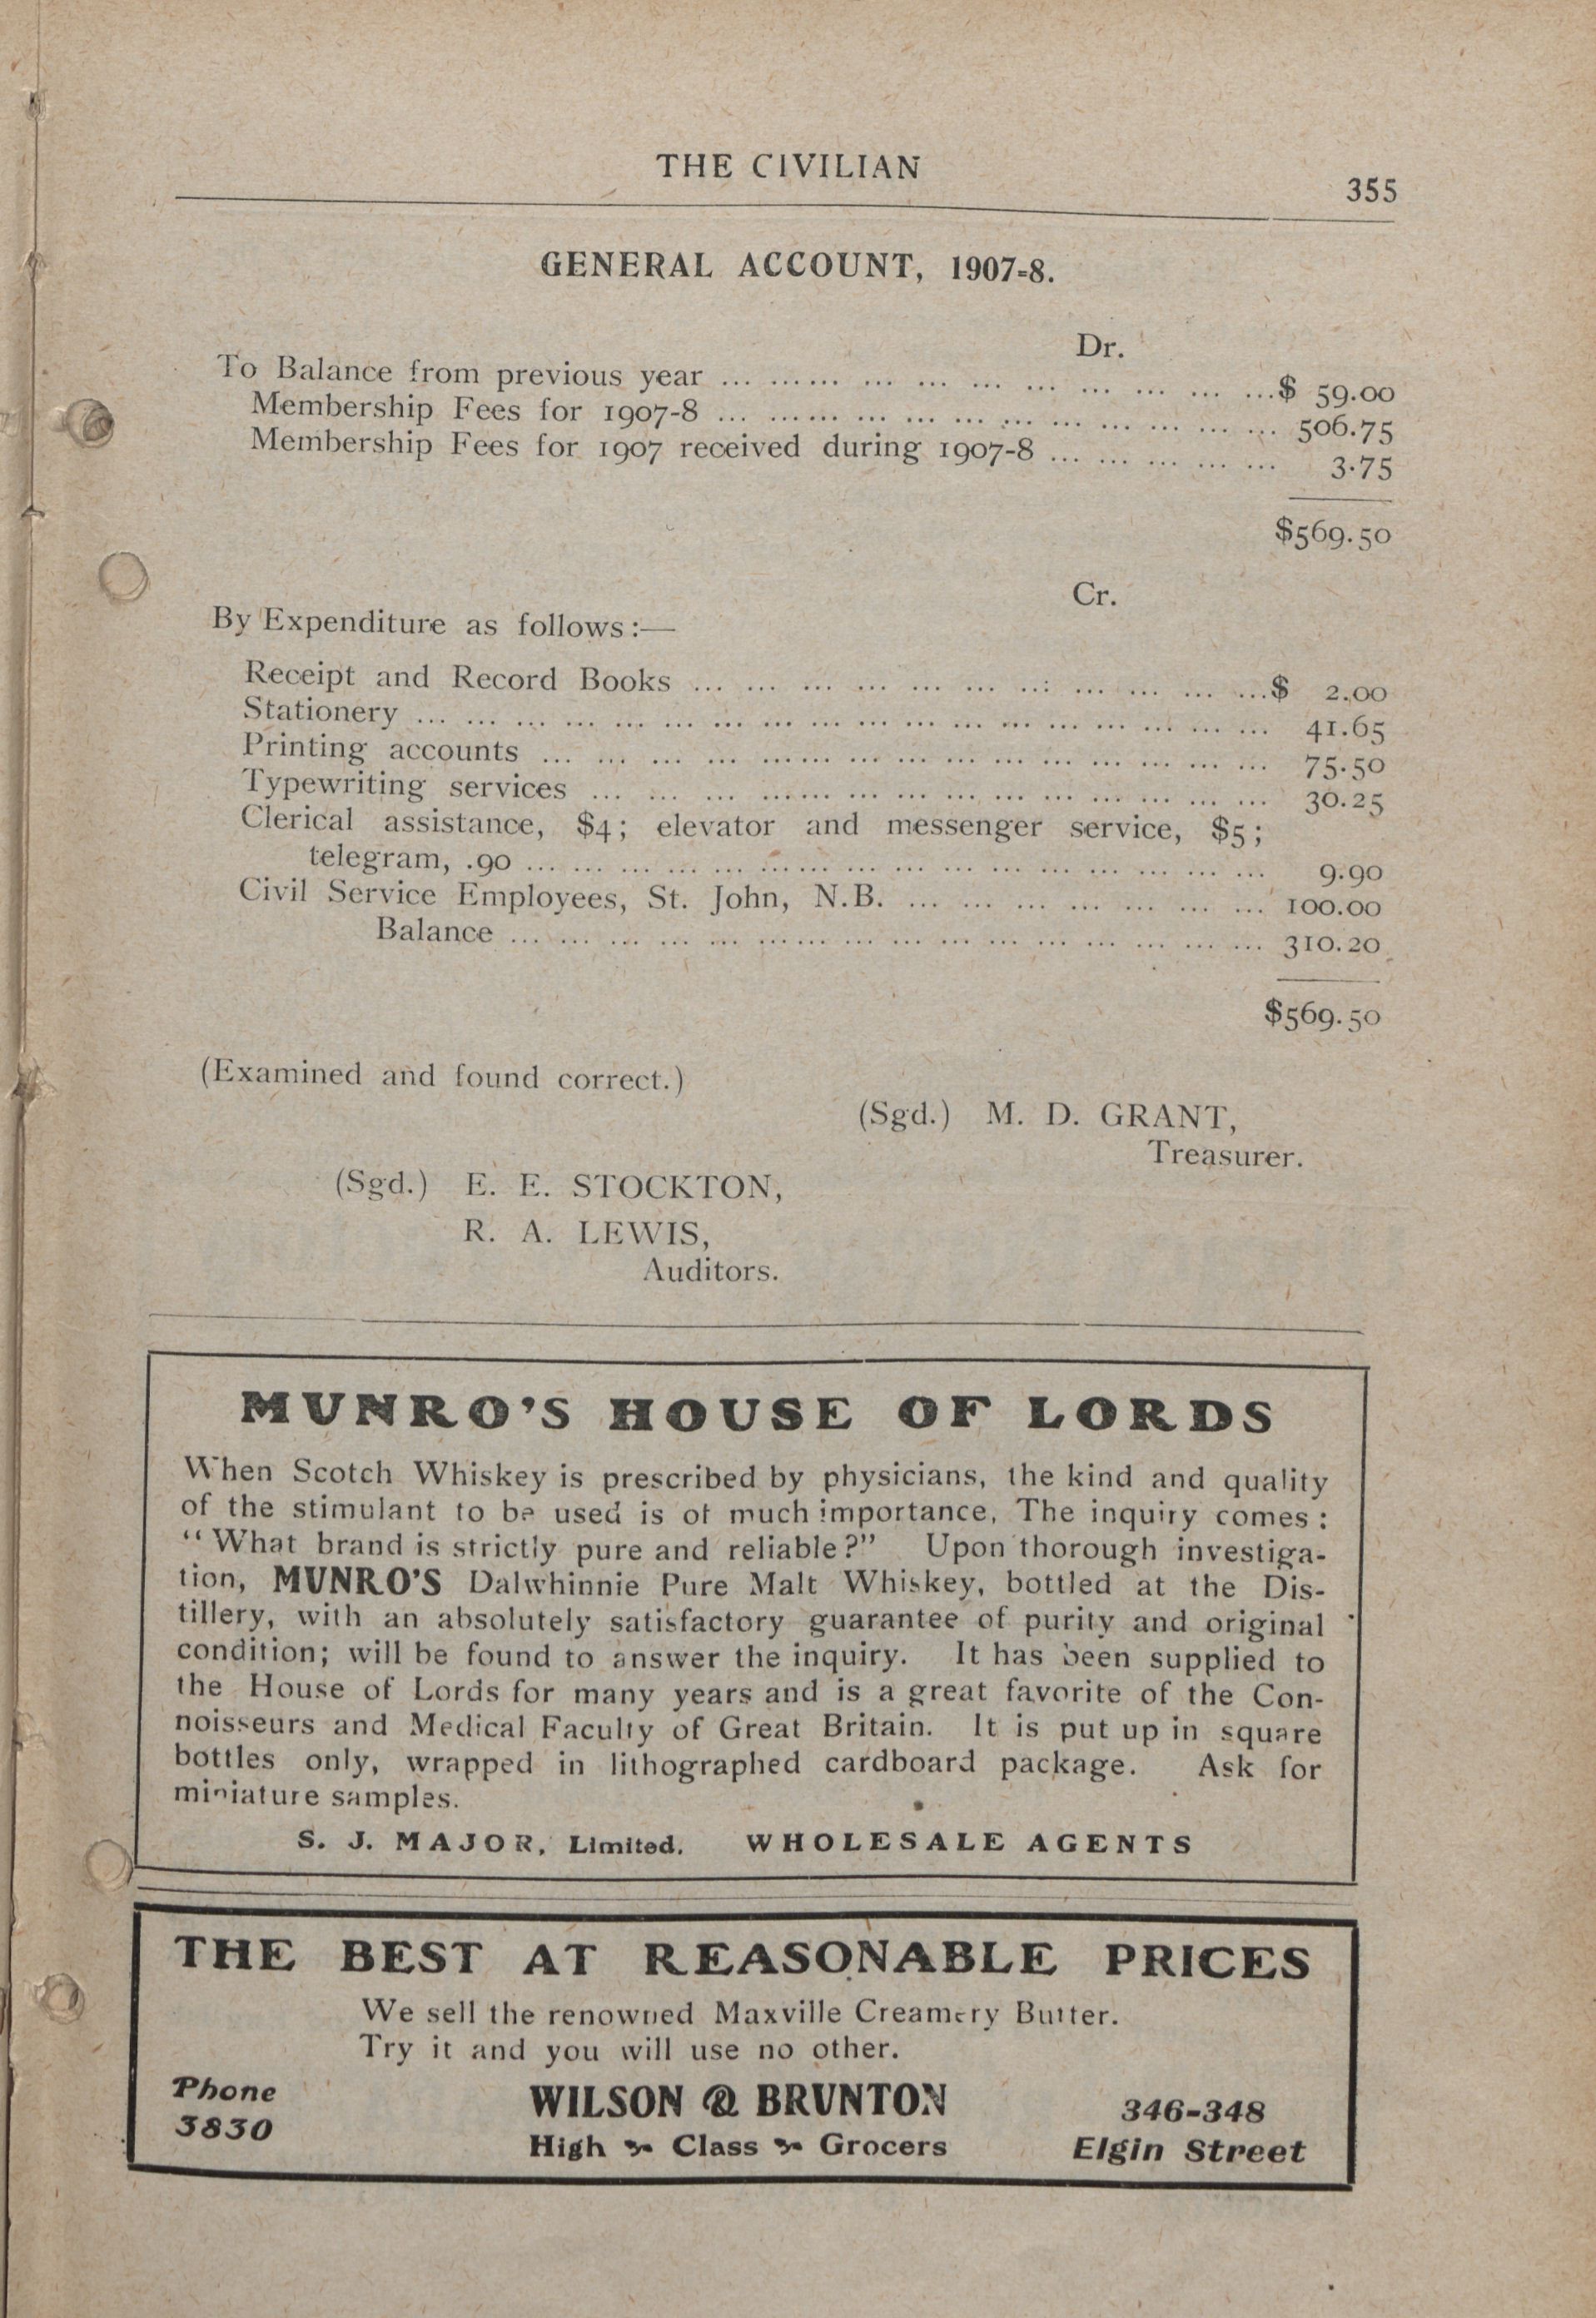 THE CIVILIAN
355
GENERAL ACCOUNT, 1907-8.
Dr.
To Balance from previous year ... ...... ... ... ... ... ... ... ... ...$ 59.00
Membership Fees for 1907-8 ... ...... ... ... ... ... ... ... ... ... ... 506.75
Membership Fees for 1907 received during 1907-8 ... ... ... ... ... 3.75
$569.50
Cr.
By Expenditure as follows:—
Receipt and Record Books ... ... ... ... ... ... ... ... ... ... ...$ 2.00
Stationery ... ... ... ... ... ... ... ... ... ... ... ... ... ... ... ... ... ... 41.65
Printing accounts ... ... ... ... ...... ... ... ... ... ... ... ... ... ... 75.50
Typewriting services ... ... ... ...... ... ... ... ... ... ... ... ... ... 30.25
Clerical assistance, $4; elevator and messenger service, $5;
telegram, .90 ... ... ... ... ... ...... ... ... ... ... ... ... ... ... ... 9.90
Civil Service Employees, St. John, N.B. ... ... ... ... ... ... ... 100.00
Balance ... ... ... ... ... ...... ... ... ... ... ... ... ... ... ... 310.20
$569.50
(Examined and found correct.)
(Sgd.) M. D. GRANT,
Treasurer.
(Sgd.) E. E. STOCKTON,
R. A. LEWIS,
Auditors.
MUNRO'S HOUSE OF LORDS
When Scotch Whiskey is prescribed by physicians, the kind and quality
of the stimulant to be used is of much importance, The inquiry comes:
"What brand is strictly pure and reliable?" Upon thorough investiga-
tion, MUNRO'S Dalwhinnie Pure Malt Whiskey, bottled at the Dis-
tillery, with an absolutely satisfactory guarantee of purity and original
condition; will be found to answer the inquiry. It has been supplied to
the House of Lords for many years and is a great favorite of the Con-
noisseurs and Medical Faculty of Great Britain. It is put up in square
bottles only, wrapped in lithographed cardboard package. Ask for
miniature samples.
S. J. MAJOR, Limited. WHOLESALE AGENTS
THE BEST AT REASONABLE PRICES
We sell the renowned Maxville Creamery Butter.
Try it and you will use no other.
Phone
3830
WILSON & BRUNTON
High Class Grocers
346-348
Elgin Street